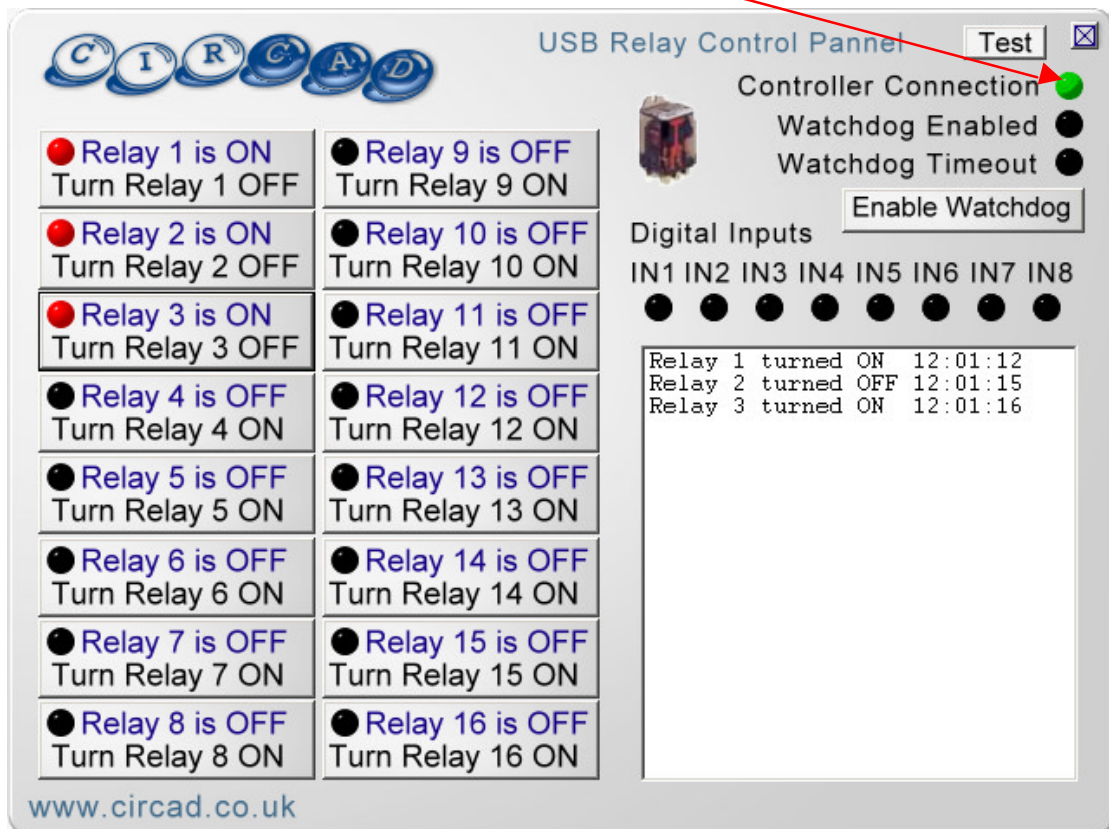 CIRCAD
USB Relay Control Pannel
Test
Controller Connection
Watchdog Enabled
Watchdog Timeout
Enable Watchdog
Relay 1 is ON
Turn Relay 1 OFF
Relay 2 is ON
Turn Relay 2 OFF
Relay 3 is ON
Turn Relay 3 OFF
Relay 4 is OFF
Turn Relay 4 ON
Relay 5 is OFF
Turn Relay 5 ON
Relay 6 is OFF
Turn Relay 6 ON
Relay 7 is OFF
Turn Relay 7 ON
Relay 8 is OFF
Turn Relay 8 ON
Relay 9 is OFF
Turn Relay 9 ON
Relay 10 is OFF
Turn Relay 10 ON
Relay 11 is OFF
Turn Relay 11 ON
Relay 12 is OFF
Turn Relay 12 ON
Relay 13 is OFF
Turn Relay 13 ON
Relay 14 is OFF
Turn Relay 14 ON
Relay 15 is OFF
Turn Relay 15 ON
Relay 16 is OFF
Turn Relay 16 ON
Digital Inputs
IN1 IN2 IN3 IN4 IN5 IN6 IN7 IN8
Relay 1 turned ON 12:01:12
Relay 2 turned OFF 12:01:15
Relay 3 turned ON 12:01:16
www.circad.co.uk